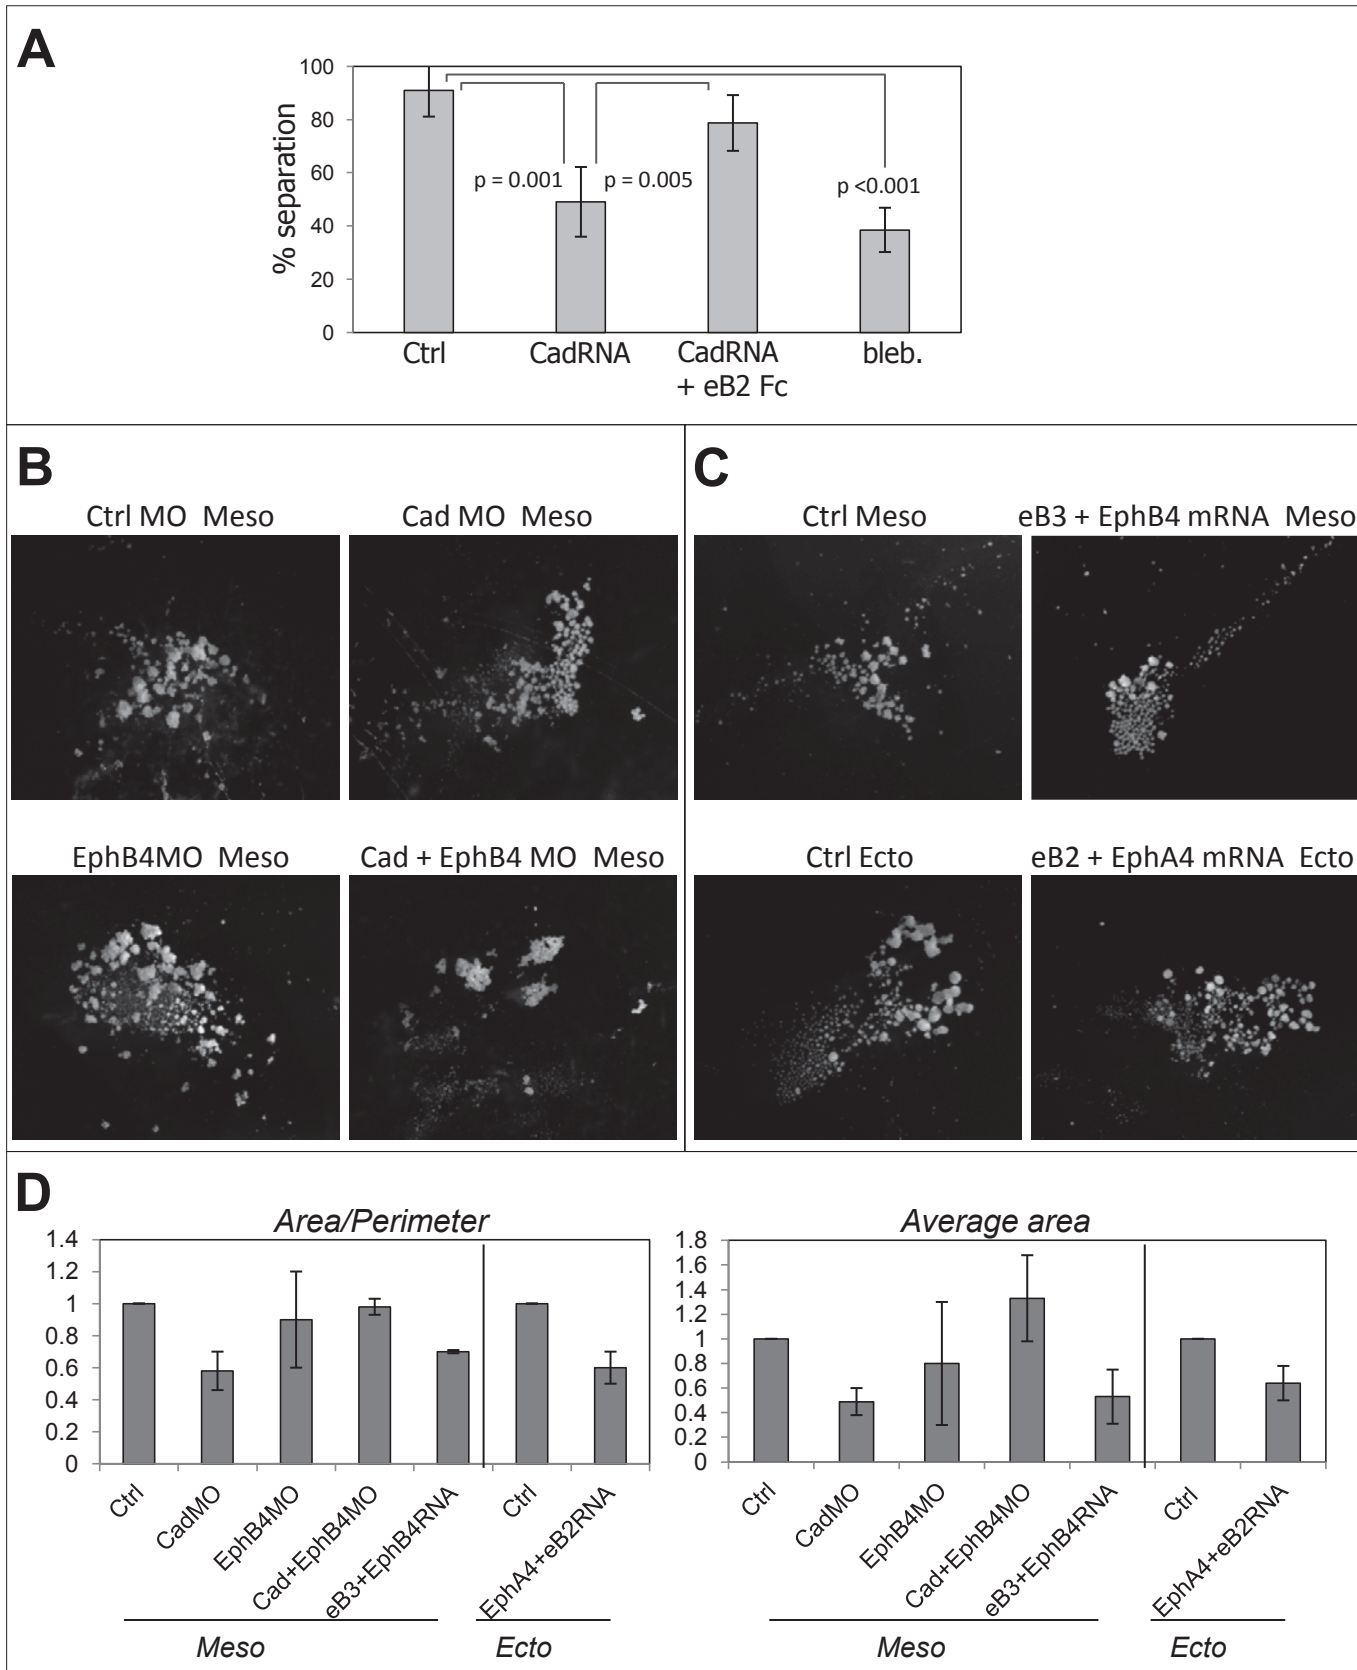 A
% separation
100
80
60
40
20
0
p = 0.001
p = 0.005
p <0.001
Ctrl
CadRNA
CadRNA
+ eB2 Fc
bleb.
B
Ctrl MO Meso
Cad MO Meso
EphB4MO Meso
Cad + EphB4 MO Meso
C
Ctrl Meso
eB3 + EphB4 mRNA Meso
Ctrl Ecto
eB2 + EphA4 mRNA Ecto
D
Area/Perimeter
1.4
1.2
1
0.8
0.6
0.4
0.2
0
Ctrl
CadMO
EphB4MO
Cad+EphB4MO
eB3+EphB4RNA
Ctrl
EphA4+eB2RNA
Meso
Ecto
Average area
1.8
1.6
1.4
1.2
1
0.8
0.6
0.4
0.2
0
Ctrl
CadMO
EphB4MO
Cad+EphB4MO
eB3+EphB4RNA
Ctrl
EphA4+eB2RNA
Meso
Ecto